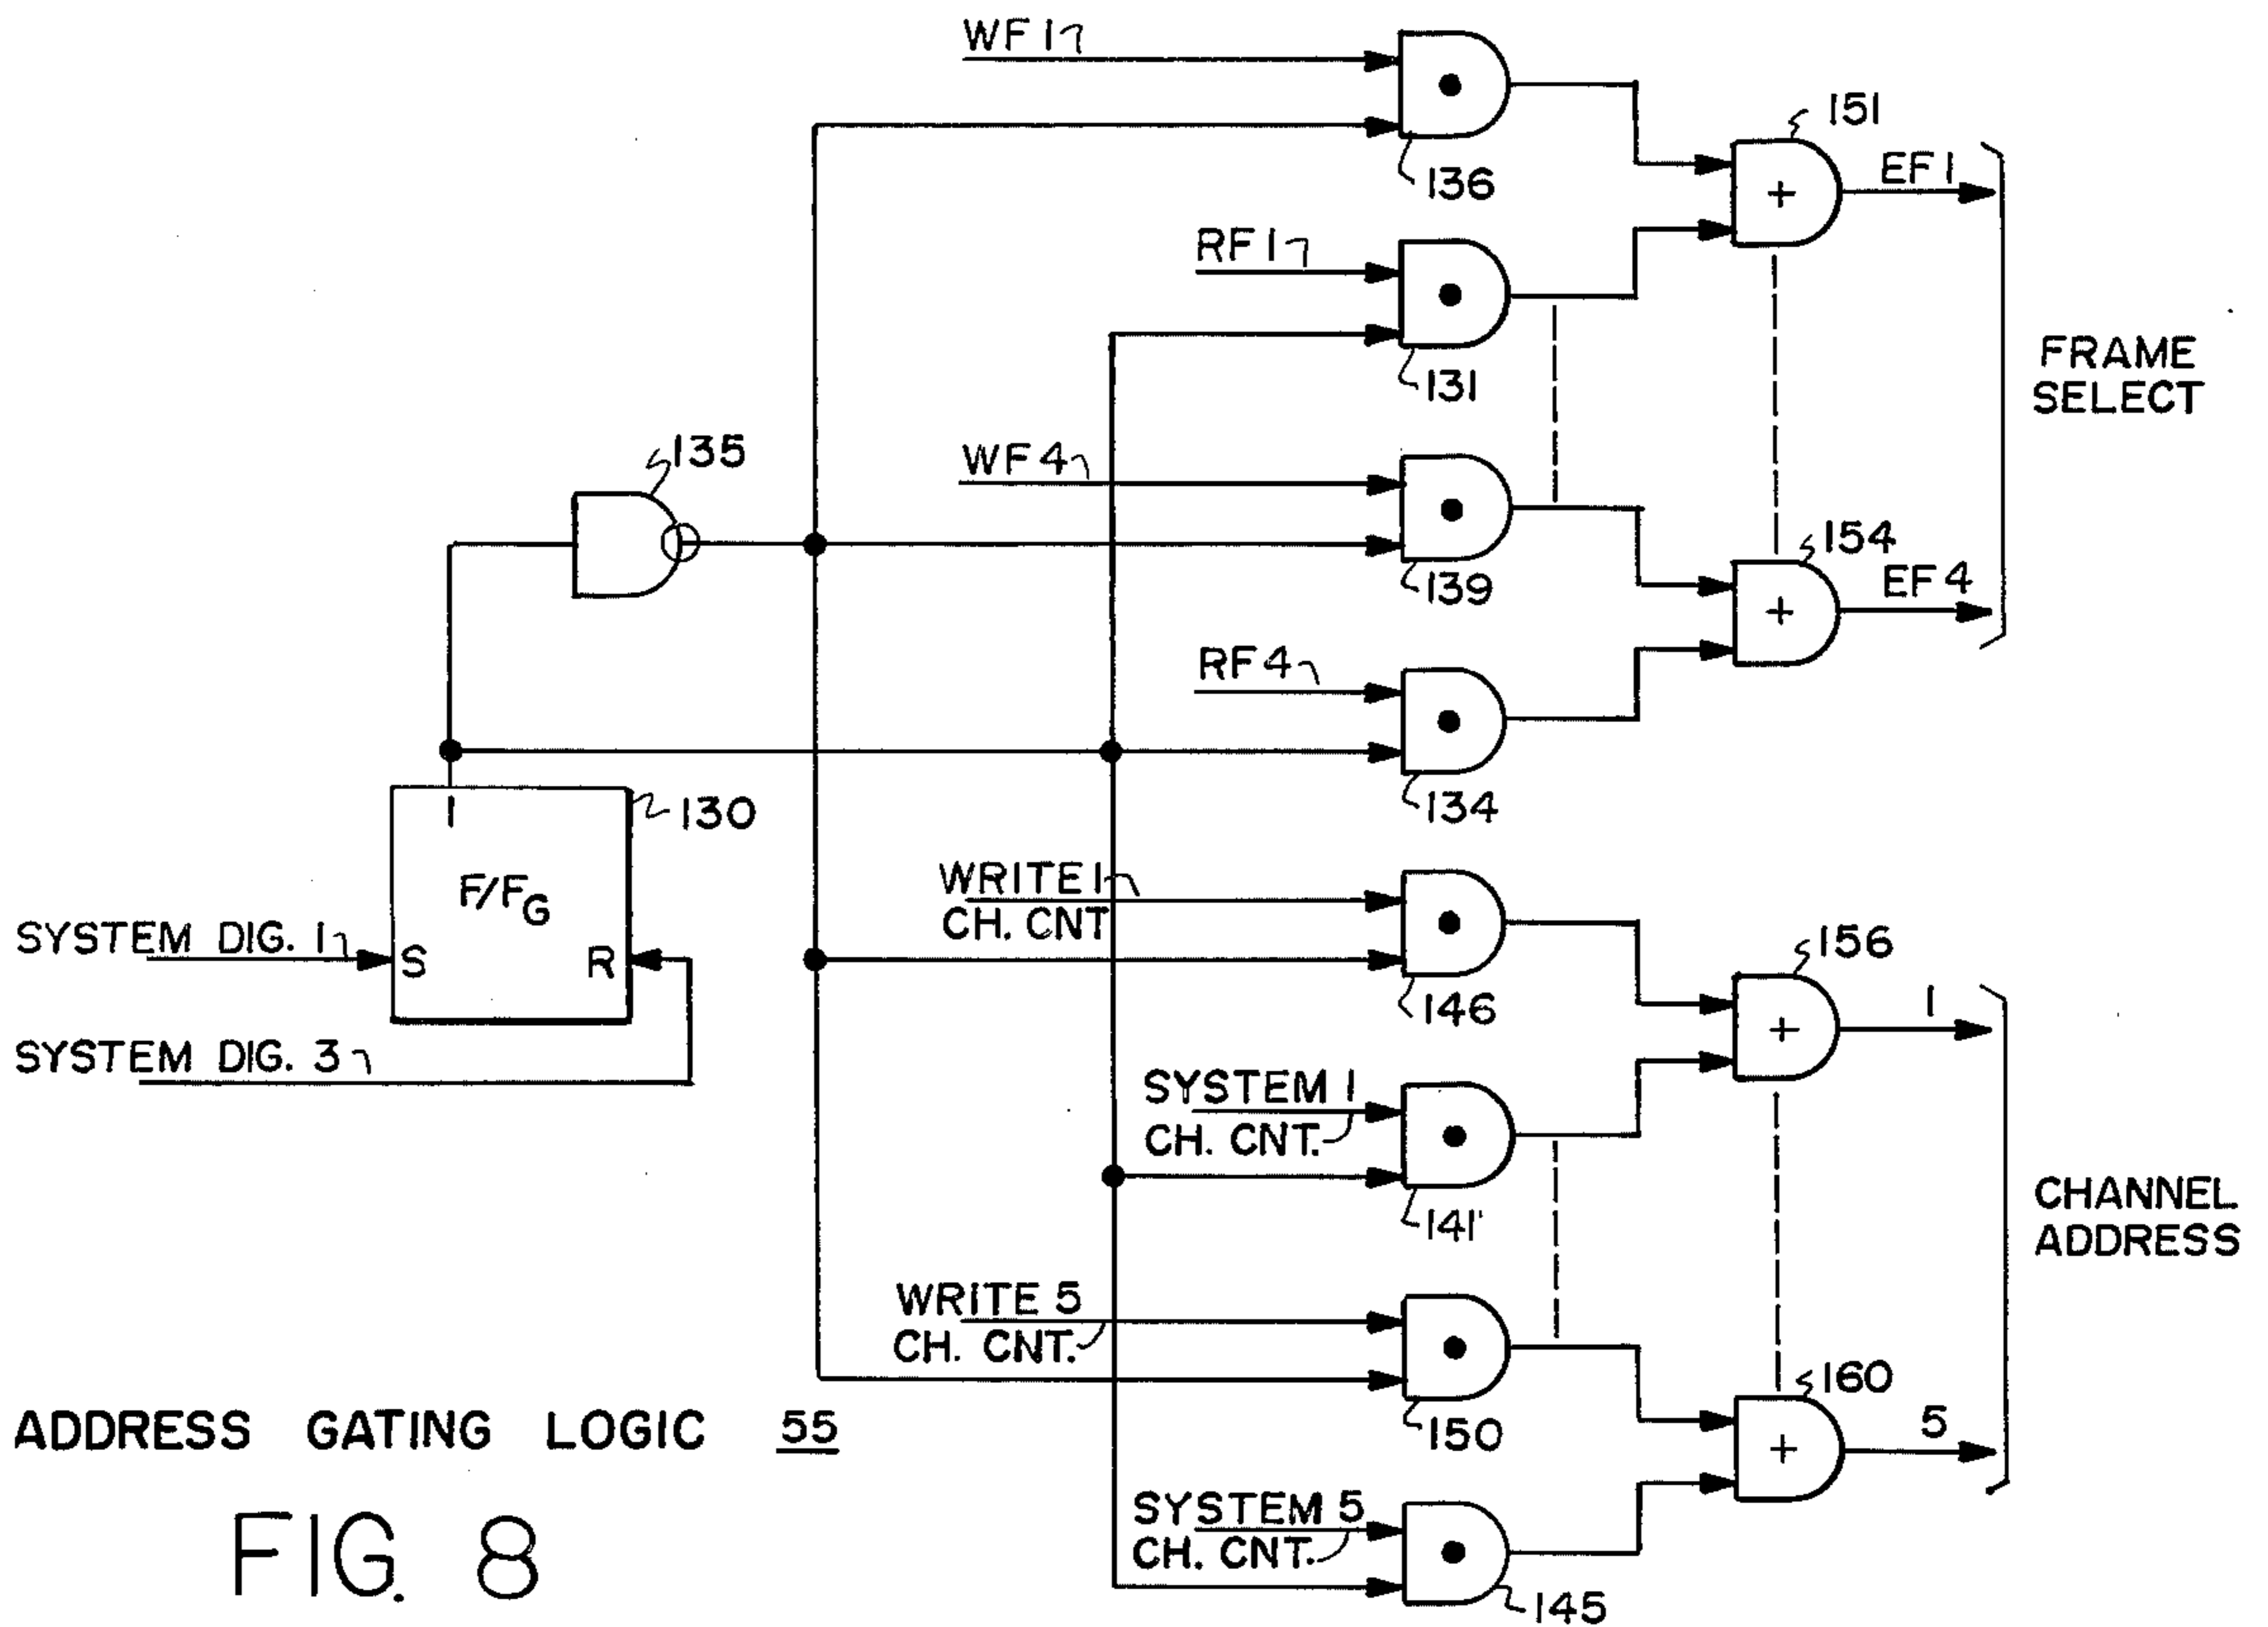 WF1
136
151
EF1
RF1
131
FRAME
SELECT
135
WF4
139
154
EF4
RF4
134
1
130
F/FG
SYSTEM DIG. 1
S
R
SYSTEM DIG. 3
WRITE1
CH. CNT
146
156
1
SYSTEM 1
CH. CNT.
141
CHANNEL
ADDRESS
WRITE 5
CH. CNT.
150
160
5
SYSTEM 5
CH. CNT.
145
ADDRESS GATING LOGIC 55
FIG. 8